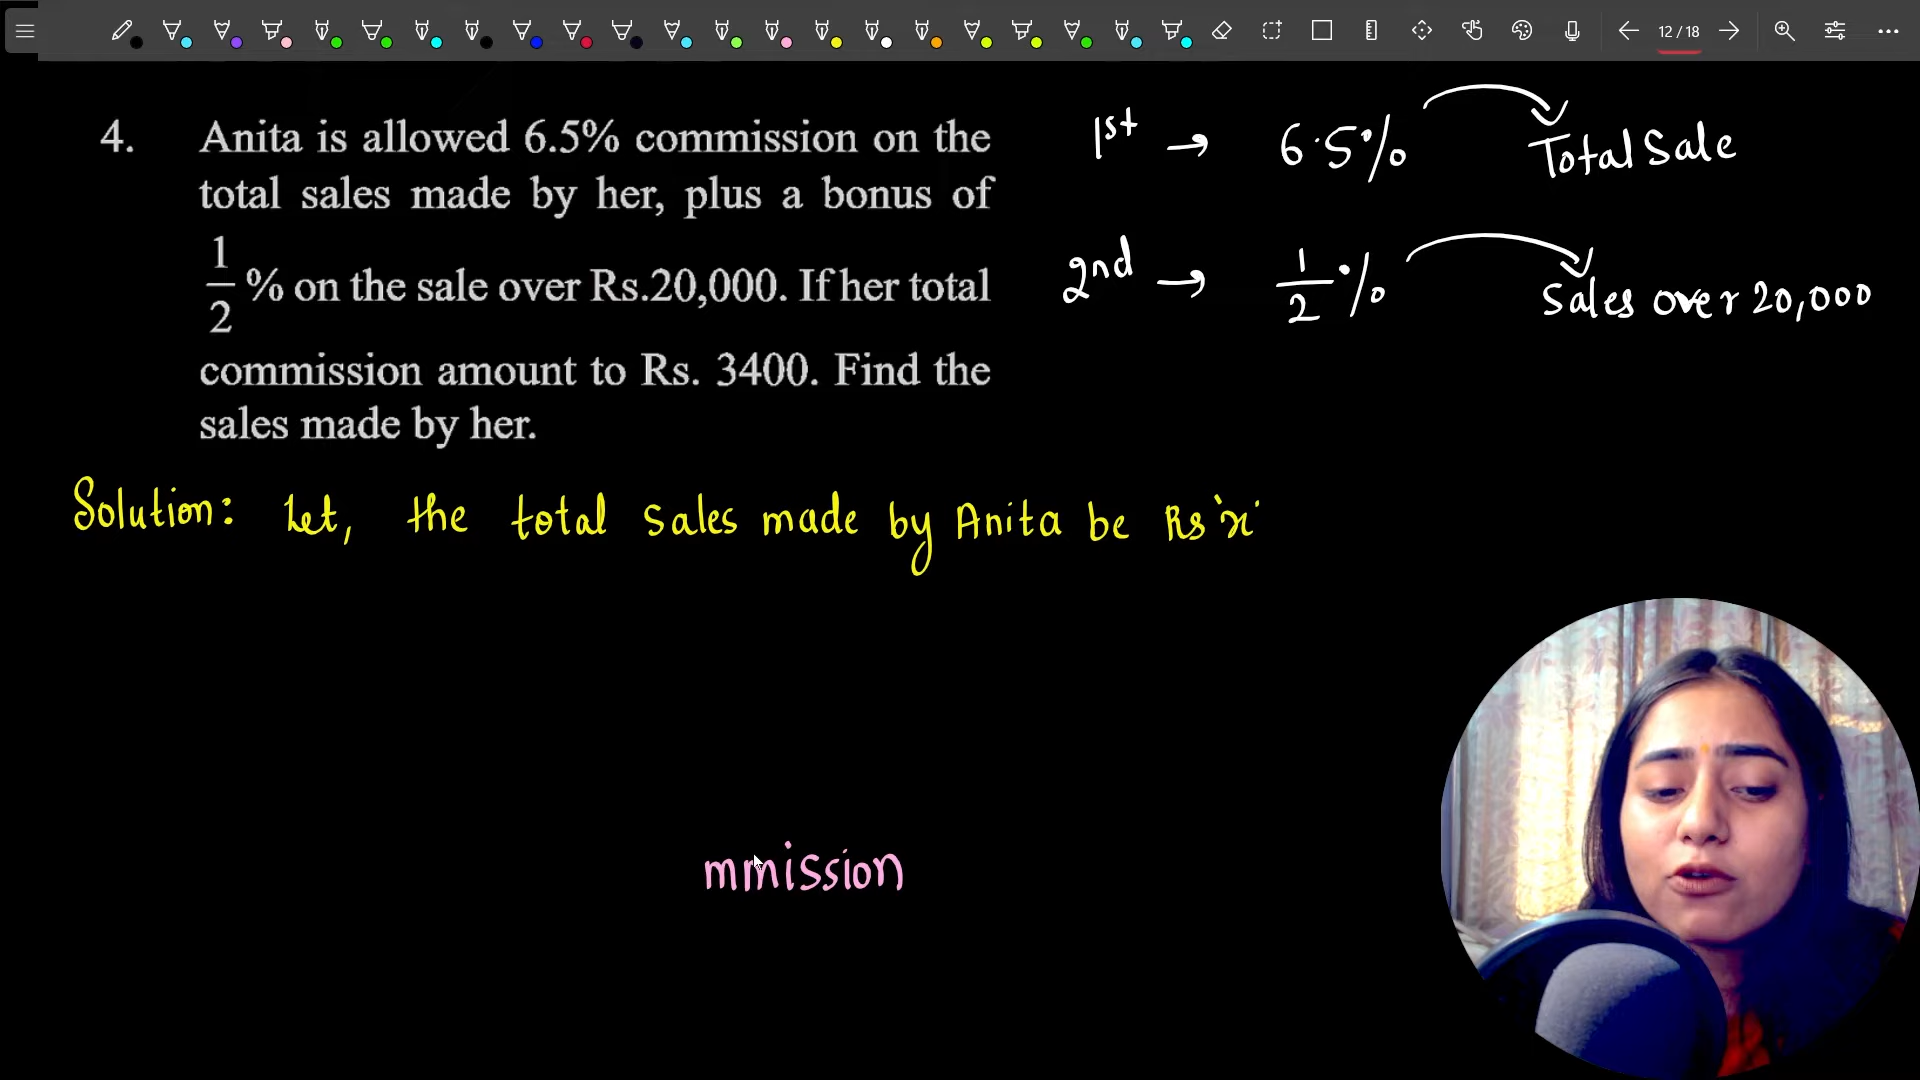 12 / 18
4. Anita is allowed 6.5% commission on the
total sales made by her, plus a bonus of
1/2 % on the sale over Rs.20,000. If her total
commission amount to Rs. 3400. Find the
sales made by her.
1st → 6.5% Total Sale
2nd → 1/2 % Sales over 20,000
Solution: Let, the total sales made by Anita be Rs 'x'
mmission